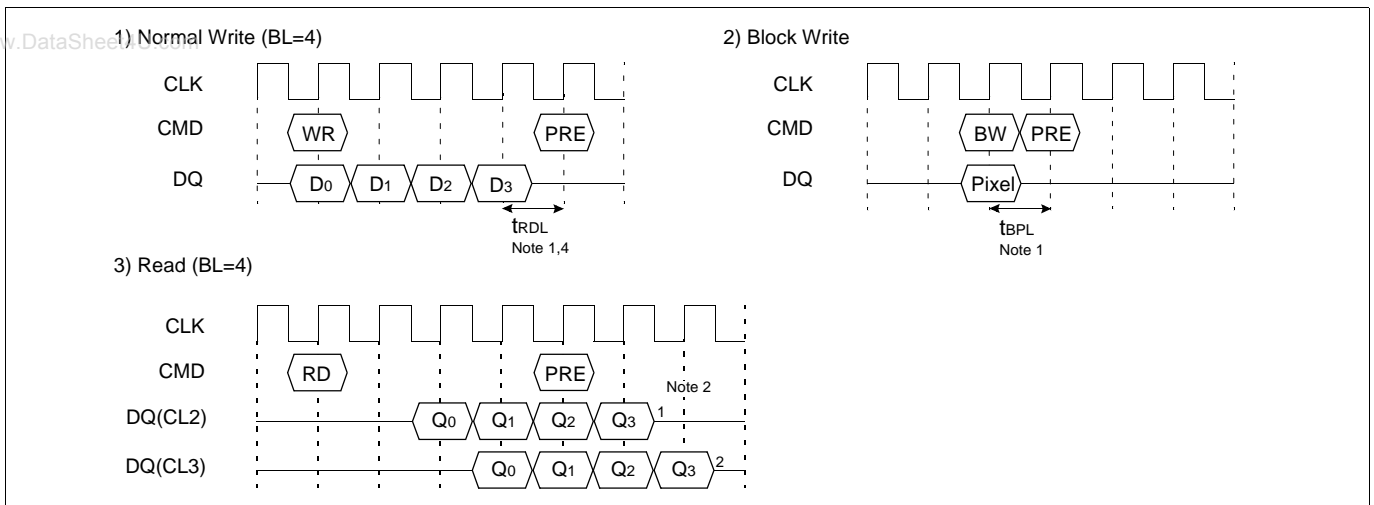 w.DataSheet4U.com
1) Normal Write (BL=4)
CLK
CMD WR PRE
DQ D0 D1 D2 D3
tRDL
Note 1,4
2) Block Write
CLK
CMD BW PRE
DQ Pixel
tBPL
Note 1
3) Read (BL=4)
CLK
CMD RD PRE
Note 2
DQ(CL2) Q0 Q1 Q2 Q3 1
DQ(CL3) Q0 Q1 Q2 Q3 2